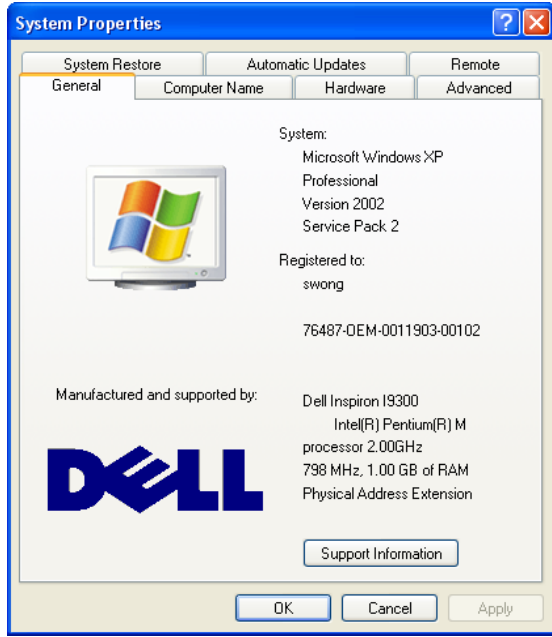 System Properties
System Restore
Automatic Updates
Remote
General
Computer Name
Hardware
Advanced
System:
Microsoft Windows XP
Professional
Version 2002
Service Pack 2
Registered to:
swong
76487-OEM-0011903-00102
Manufactured and supported by:
Dell Inspiron I9300
Intel(R) Pentium(R) M
processor 2.00GHz
798 MHz, 1.00 GB of RAM
Physical Address Extension
DELL
Support Information
OK
Cancel
Apply